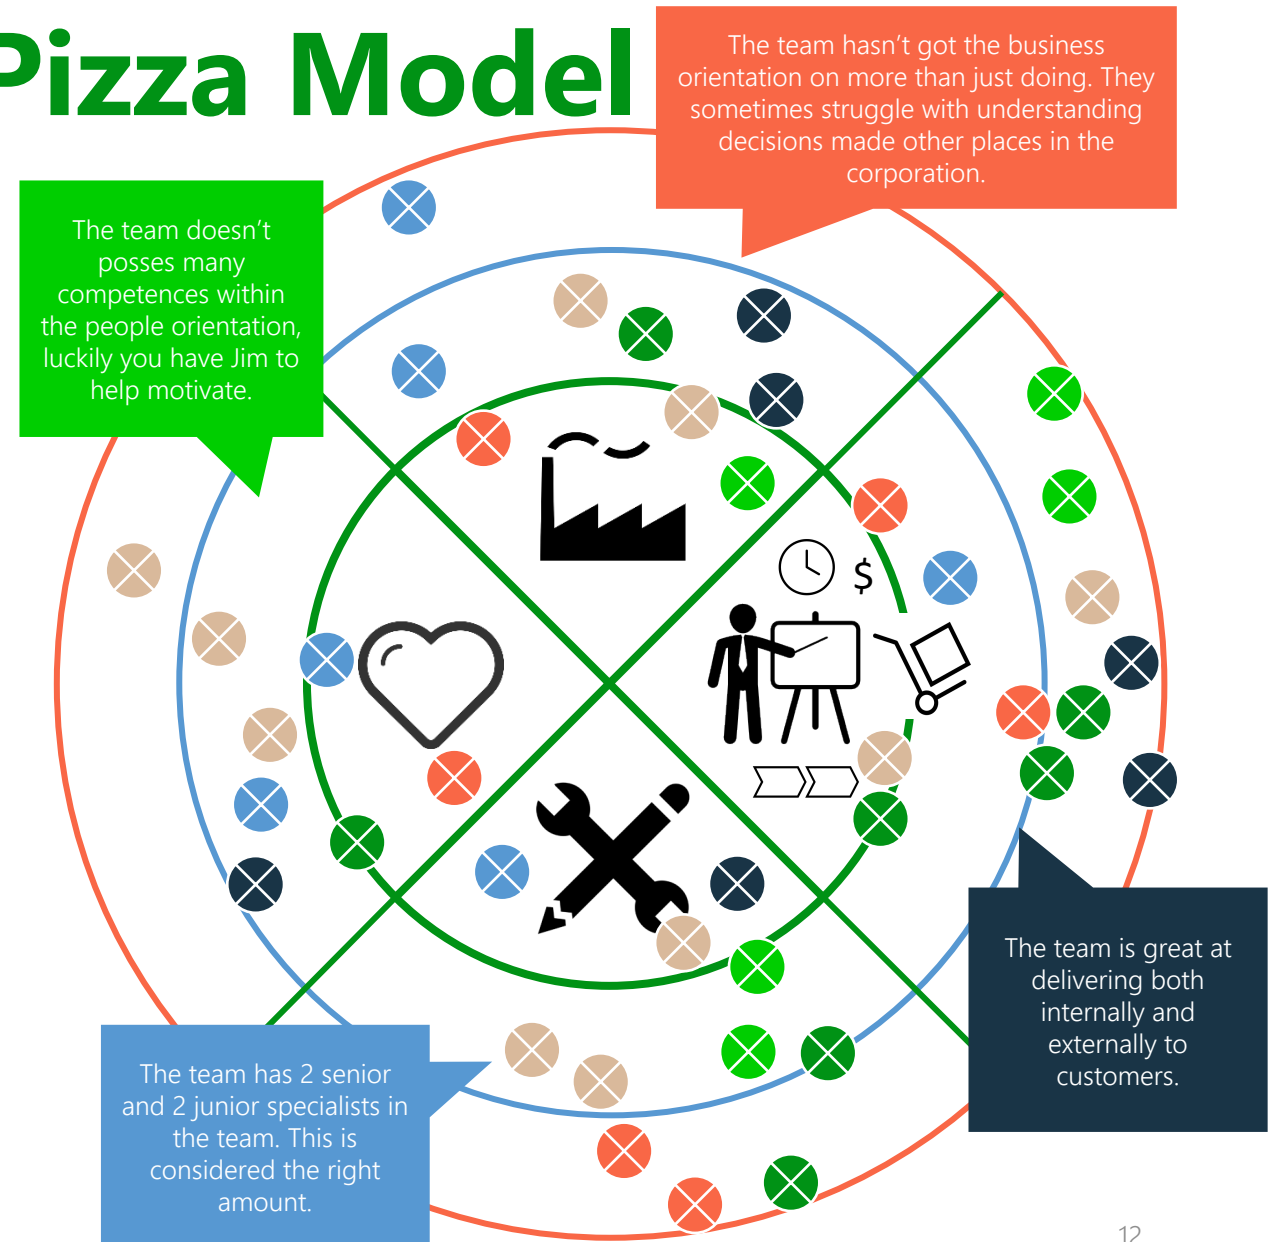 Pizza Model
The team hasn’t got the business
orientation on more than just doing. They
sometimes struggle with understanding
decisions made other places in the
corporation.
The team doesn’t
posses many
competences within
the people orientation,
luckily you have Jim to
help motivate.
$
The team is great at
delivering both
internally and
externally to
customers.
The team has 2 senior
and 2 junior specialists in
the team. This is
considered the right
amount.
12